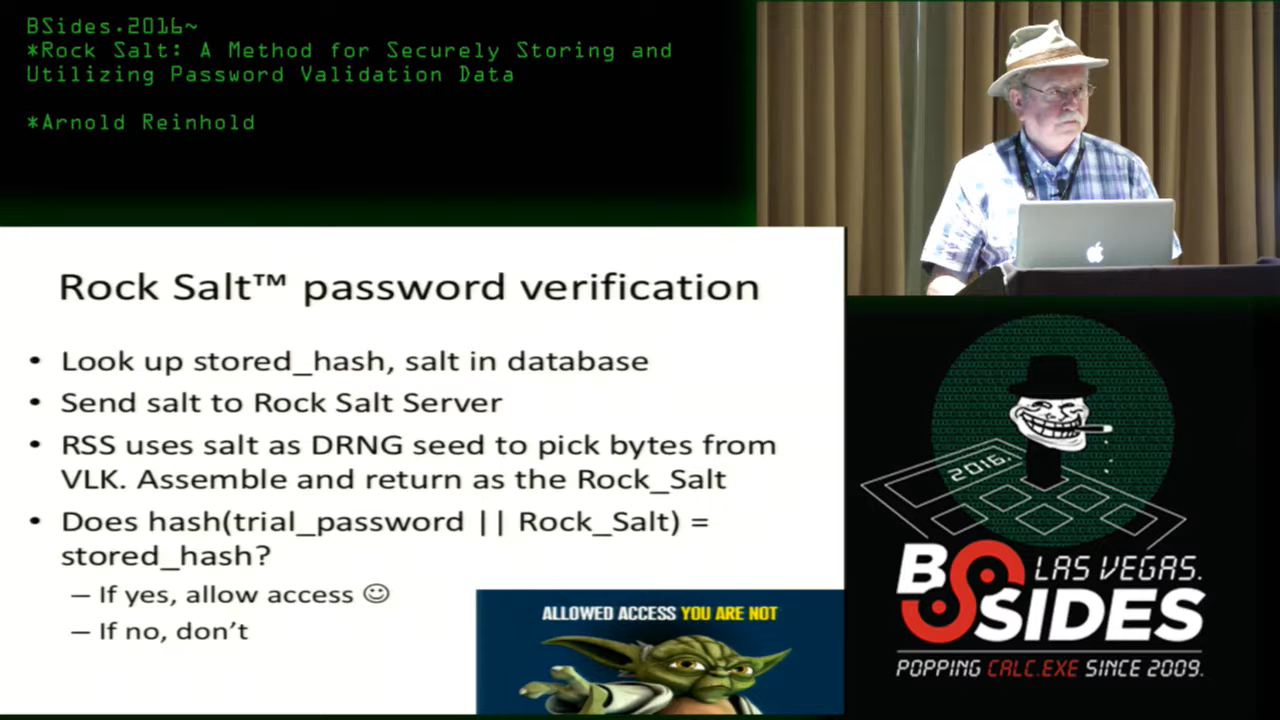 BSides.2016~
*Rock Salt: A Method for Securely Storing and
Utilizing Password Validation Data
*Arnold Reinhold
Rock Salt™ password verification
• Look up stored_hash, salt in database
• Send salt to Rock Salt Server
• RSS uses salt as DRNG seed to pick bytes from
VLK. Assemble and return as the Rock_Salt
• Does hash(trial_password || Rock_Salt) =
stored_hash?
– If yes, allow access ☺
– If no, don't
ALLOWED ACCESS YOU ARE NOT
2016.
BSIDES
LAS VEGAS.
POPPING CALC.EXE SINCE 2009.